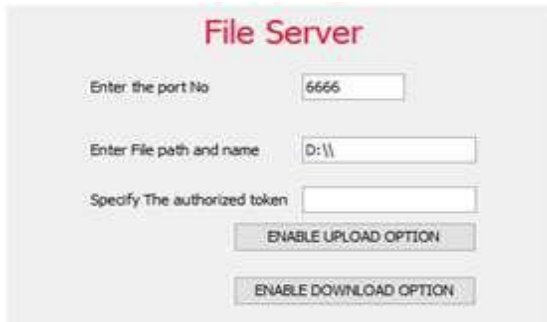 File Server
Enter the port No 6666
Enter File path and name D:\\
Specify The authorized token
ENABLE UPLOAD OPTION
ENABLE DOWNLOAD OPTION